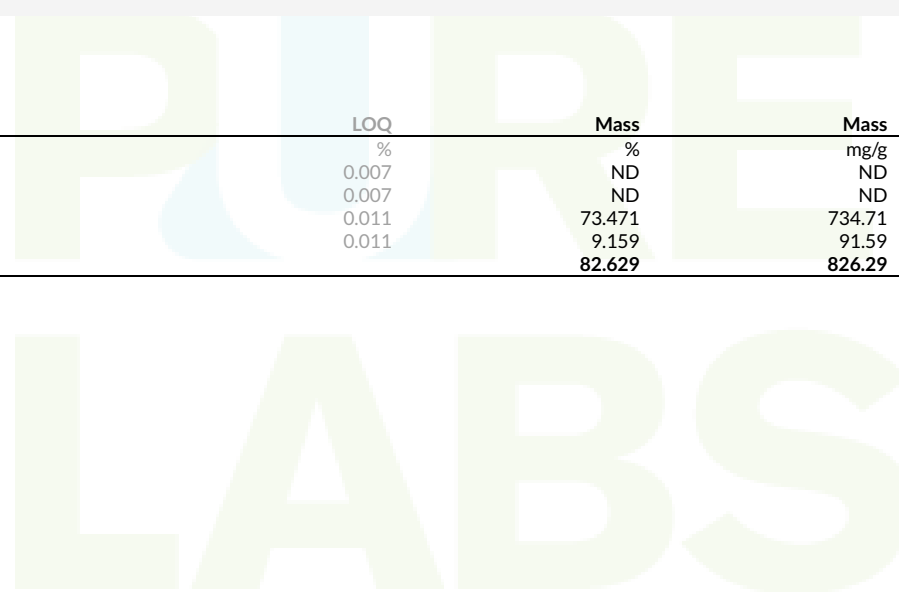 PURE
LOQ Mass Mass
% % mg/g
0.007 ND ND
0.007 ND ND
0.011 73.471 734.71
0.011 9.159 91.59
82.629 826.29
LABS